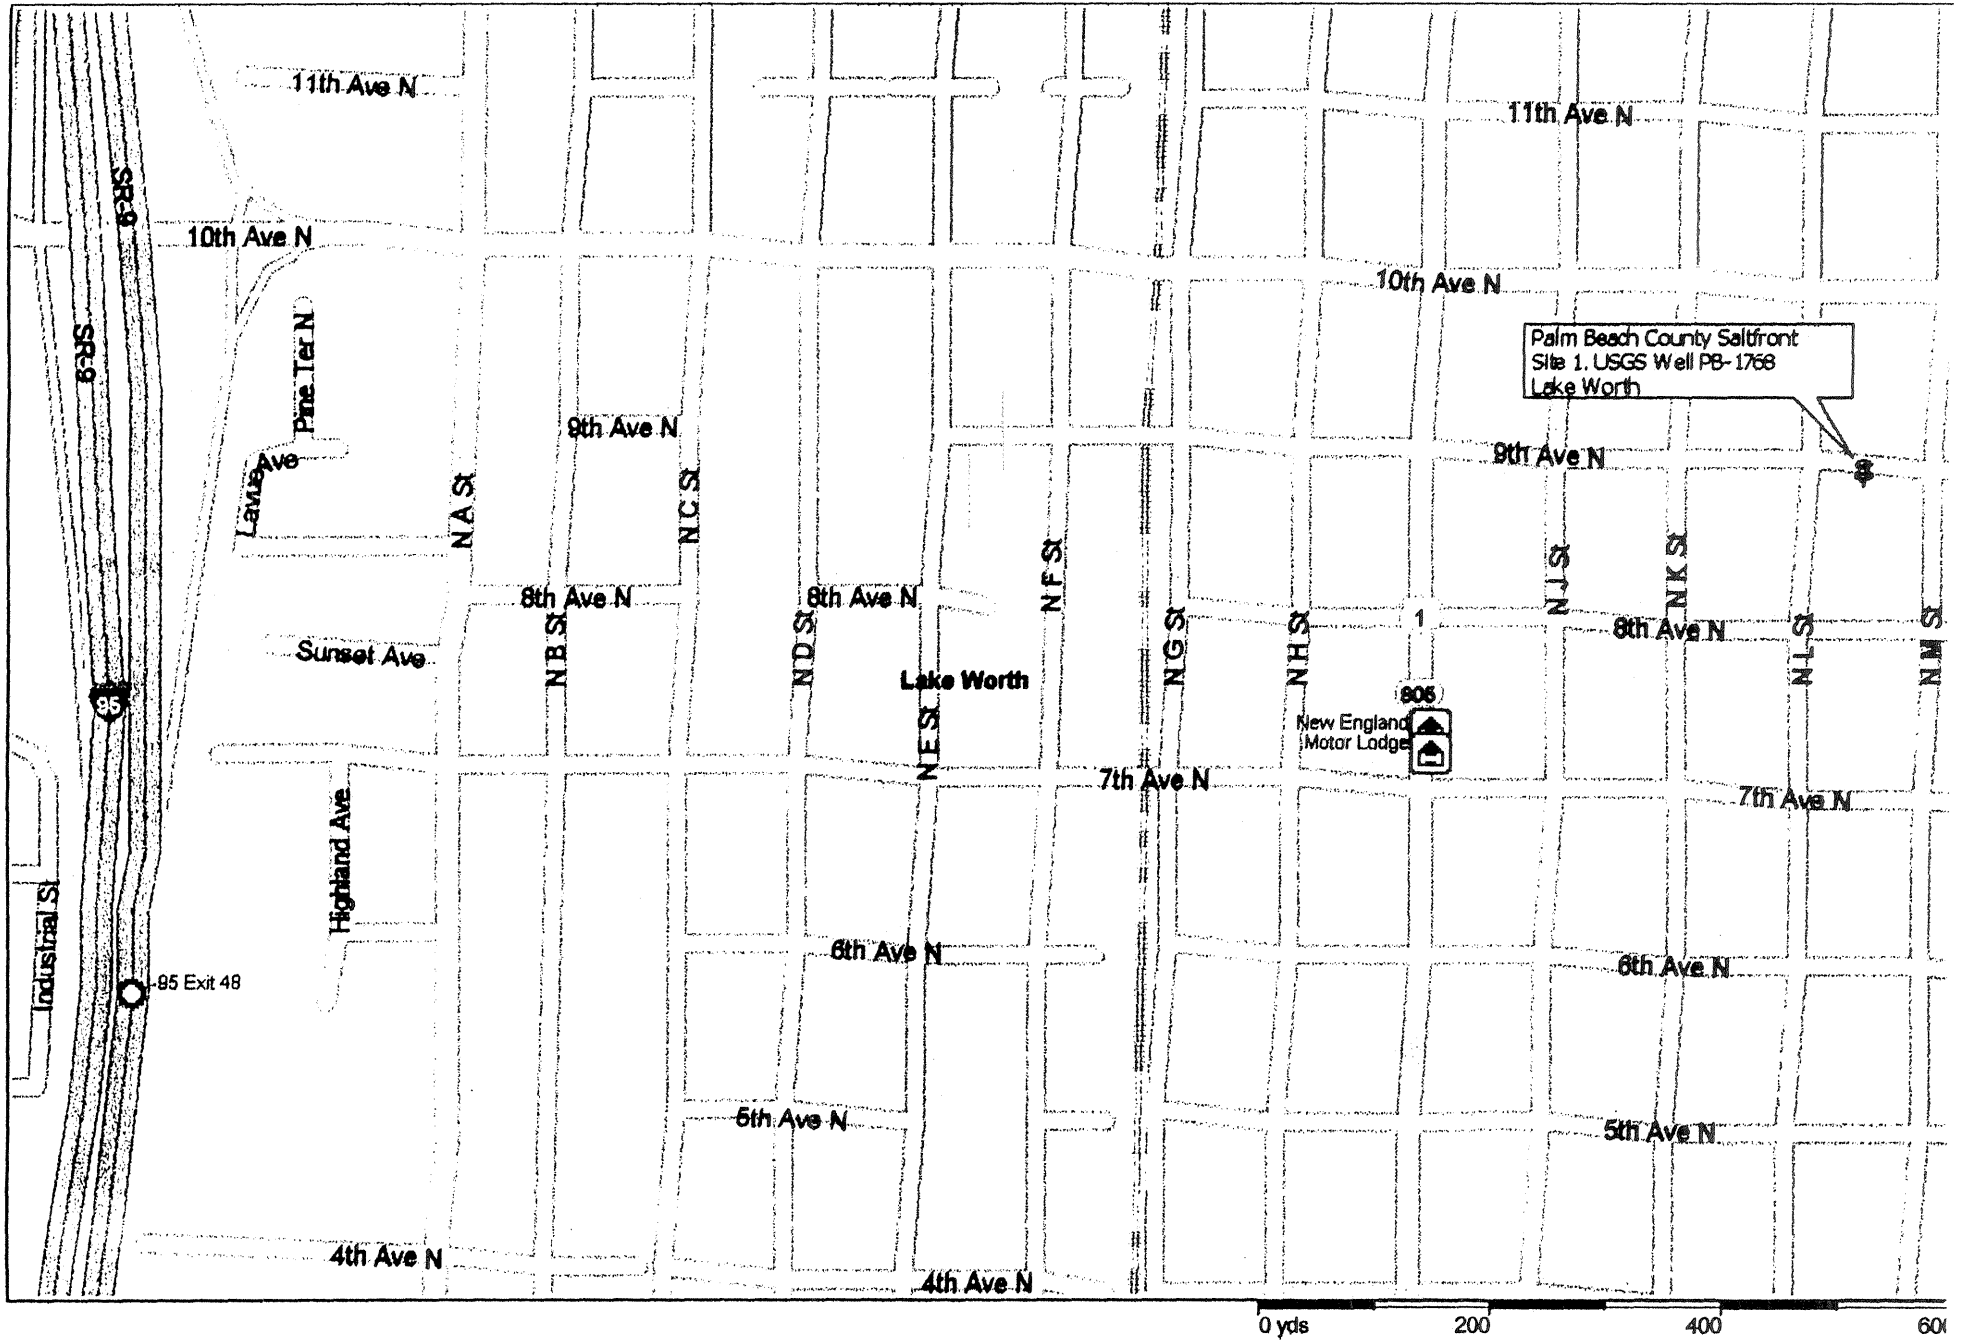 11th Ave N
11th Ave N
SR-9
10th Ave N
10th Ave N
SR-9
Pine Ter N
Palm Beach County Saltfront
Site 1. USGS Well PB-1768
Lake Worth
9th Ave N
9th Ave N
Lavue Ave
N A St
N C St
N F St
N J St
N K St
8th Ave N
8th Ave N
8th Ave N
1
N B St
N D St
N G St
N H St
N L St
N M St
Sunset Ave
Lake Worth
95
805
N E St
New England
Motor Lodge
7th Ave N
7th Ave N
Highland Ave
Industrial St
6th Ave N
6th Ave N
-95 Exit 48
5th Ave N
5th Ave N
4th Ave N
4th Ave N
0 yds
200
400